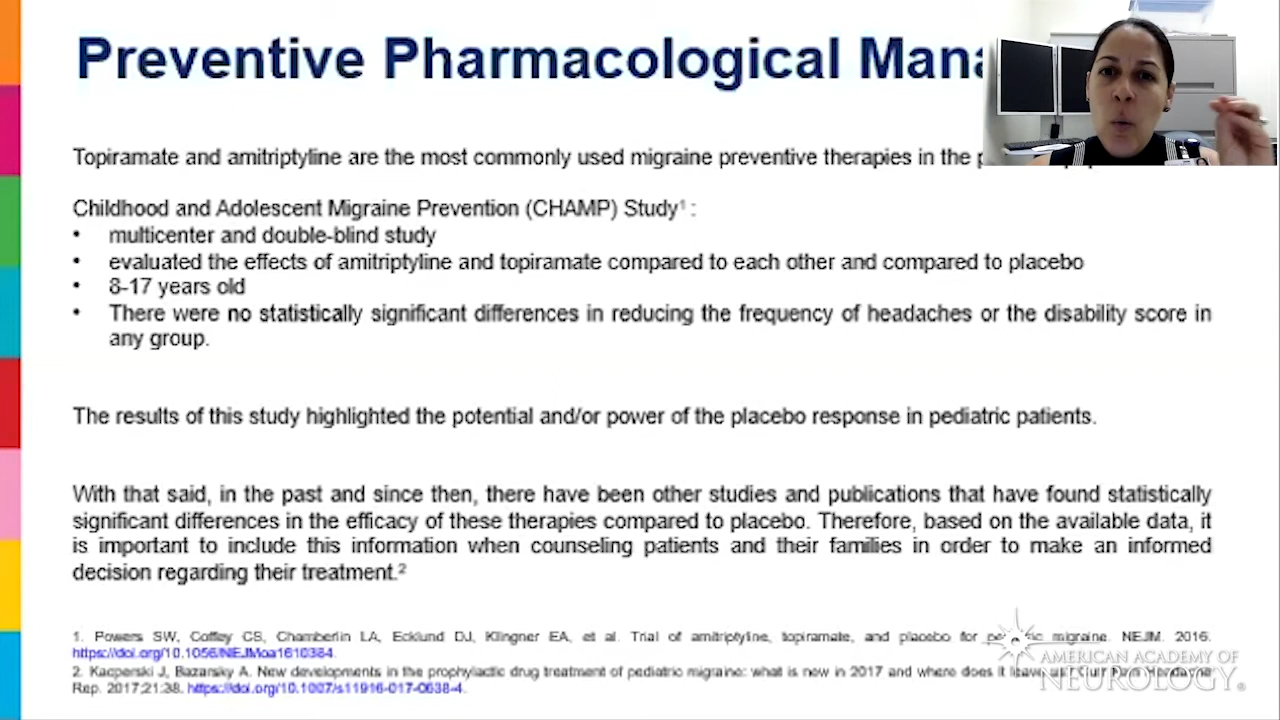 Preventive Pharmacological
Topiramate and amitriptyline are the most commonly used migraine preventive therapies in the
Childhood and Adolescent Migraine Prevention (CHAMP) Study¹ :
• multicenter and double-blind study
• evaluated the effects of amitriptyline and topiramate compared to each other and compared to placebo
• 8-17 years old
• There were no statistically significant differences in reducing the frequency of headaches or the disability score in
any group.
The results of this study highlighted the potential and/or power of the placebo response in pediatric patients.
With that said, in the past and since then, there have been other studies and publications that have found statistically
significant differences in the efficacy of these therapies compared to placebo. Therefore, based on the available data, it
is important to include this information when counseling patients and their families in order to make an informed
decision regarding their treatment.²
1. Powers SW, Coffey CS, Chamberlin LA, Ecklund DJ, Klingner EA, et al. Trial of amitriptyline, topiramate, and placebo for migraine. NEJM. 2016.
https://doi.org/10.1056/NEJMoa1610384.
2. Kacperski J, Bazarsky A. New developments in the prophylactic drug treatment of pediatric migraine: what is new in 2017 and where does it
Rep. 2017;21:38. https://doi.org/10.1007/s11916-017-0638-4.
AMERICAN ACADEMY OF
NEUROLOGY®